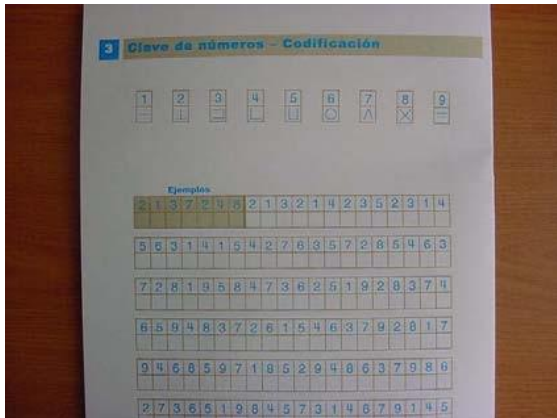 3 Clave de números - Codificación
1 2 3 4 5 6 7 8 9
Ejemplos
2 1 3 7 2 4 8 2 1 3 2 1 4 2 3 5 2 3 1 4
5 6 3 1 4 1 5 4 2 7 6 3 5 7 2 8 5 4 6 3
7 2 8 1 9 5 8 4 7 3 6 2 5 1 9 2 8 3 7 4
6 5 9 4 8 3 7 2 6 1 5 4 6 3 7 9 2 8 1 7
9 4 6 8 5 9 7 1 8 5 2 9 4 8 6 3 7 9 8 6
2 7 3 6 5 1 9 8 4 5 7 3 1 4 8 7 9 1 4 5